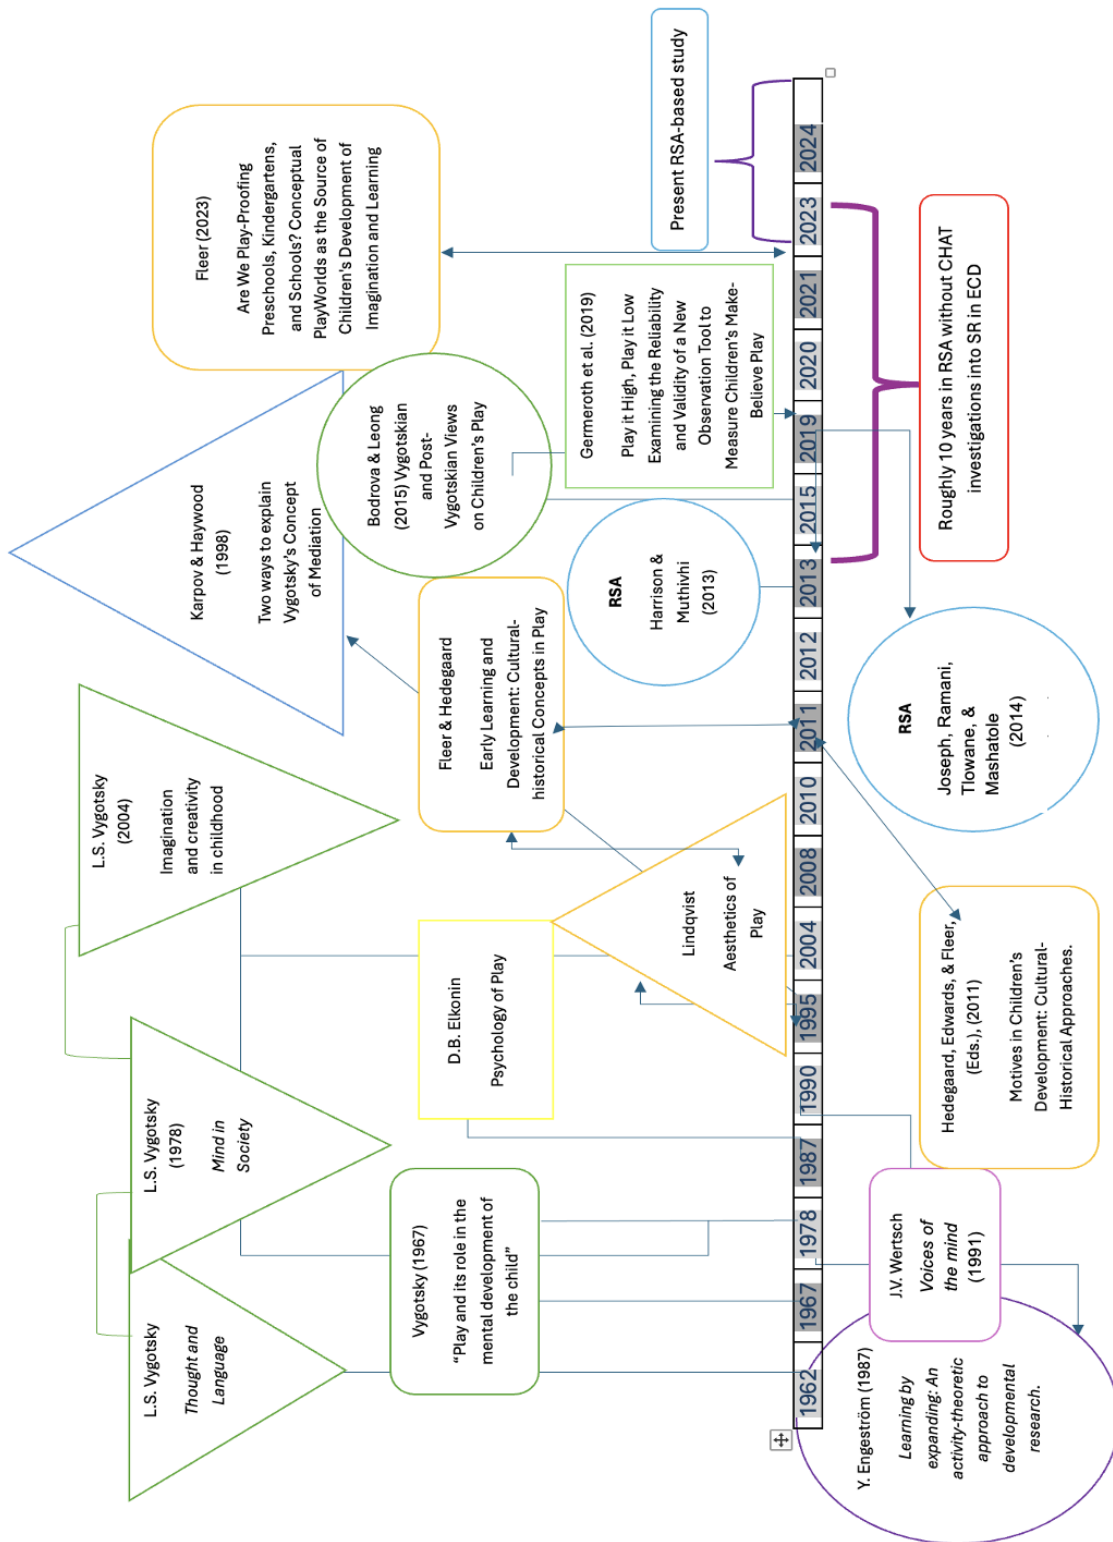 L.S. Vygotsky
Thought and
Language
L.S. Vygotsky
(1978)
Mind in
Society
L.S. Vygotsky
(2004)
Imagination
and creativity
in childhood
Karpov & Haywood
(1998)
Two ways to explain
Vygotsky's Concept
of Mediation
Fleer (2023)
Are We Play-Proofing
Preschools, Kindergartens,
and Schools? Conceptual
PlayWorlds as the Source of
Children's Development of
Imagination and Learning
Vygotsky (1967)
“Play and its role in the
mental development of
the child”
D.B. Elkonin
Psychology of Play
Fleer & Hedegaard
Early Learning and
Development: Cultural-
historical Concepts in Play
Bodrova & Leong
(2015) Vygotskian
and Post-
Vygotskian Views
on Children's Play
Lindqvist
Aesthetics of
Play
RSA
Harrison &
Muthivhi
(2013)
Germeroth et al. (2019)
Play it High, Play it Low
Examining the Reliability
and Validity of a New
Observation Tool to
Measure Children's Make-
Believe Play
Present RSA-based study
1962
1967
1978
1987
1990
1995
2004
2008
2010
2011
2012
2013
2015
2019
2020
2021
2023
2024
Y. Engeström (1987)
Learning by
expanding: An
activity-theoretic
approach to
developmental
research.
J.V. Wertsch
Voices of
the mind
(1991)
Hedegaard, Edwards, & Fleer,
(Eds.), (2011)
Motives in Children's
Development: Cultural-
Historical Approaches.
RSA
Joseph, Ramani,
Tlowane, &
Mashatole
(2014)
Roughly 10 years in RSA without CHAT
investigations into SR in ECD